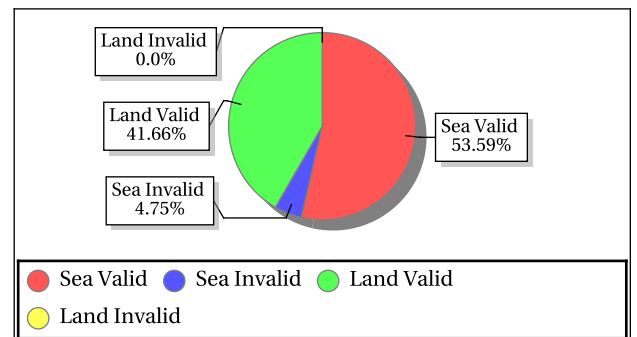 Land Invalid
0.0%
Land Valid
41.66%
Sea Valid
53.59%
Sea Invalid
4.75%
Sea Valid Sea Invalid Land Valid
Land Invalid